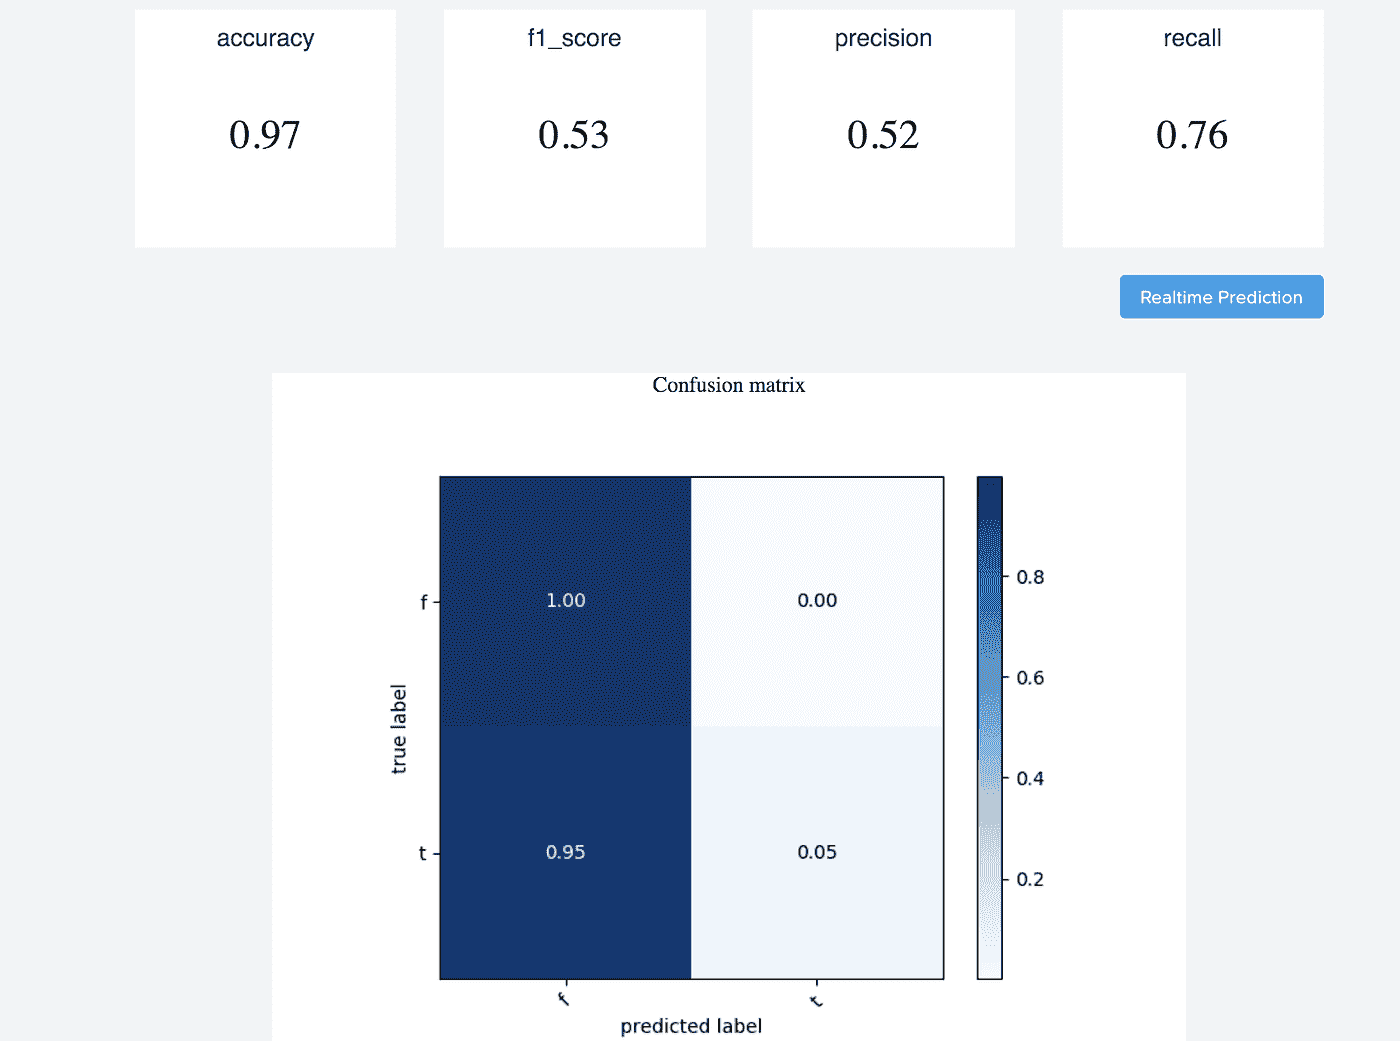 accuracy
f1_score
precision
recall
0.97
0.53
0.52
0.76
Realtime Prediction
Confusion matrix
f
1.00
0.00
0.8
0.6
true label
0.4
t
0.95
0.05
0.2
f
t
predicted label